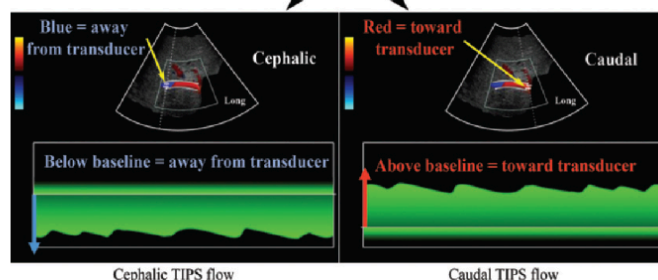 Blue = away
from transducer
Cephalic
Long
Below baseline = away from transducer
Red = toward
transducer
Caudal
Long
Above baseline = toward transducer
Cephalic TIPS flow
Caudal TIPS flow